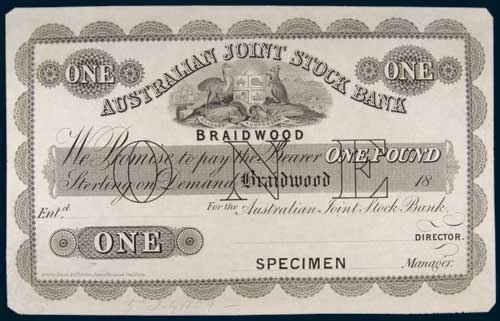 ONE ONE
AUSTRALIAN JOINT STOCK BANK
BRAIDWOOD
We Promise to pay the Bearer ONE POUND
Sterling on Demand Braidwood 18
ONE
Ent.d For the Australian Joint Stock Bank.
DIRECTOR.
ONE
SPECIMEN Manager.